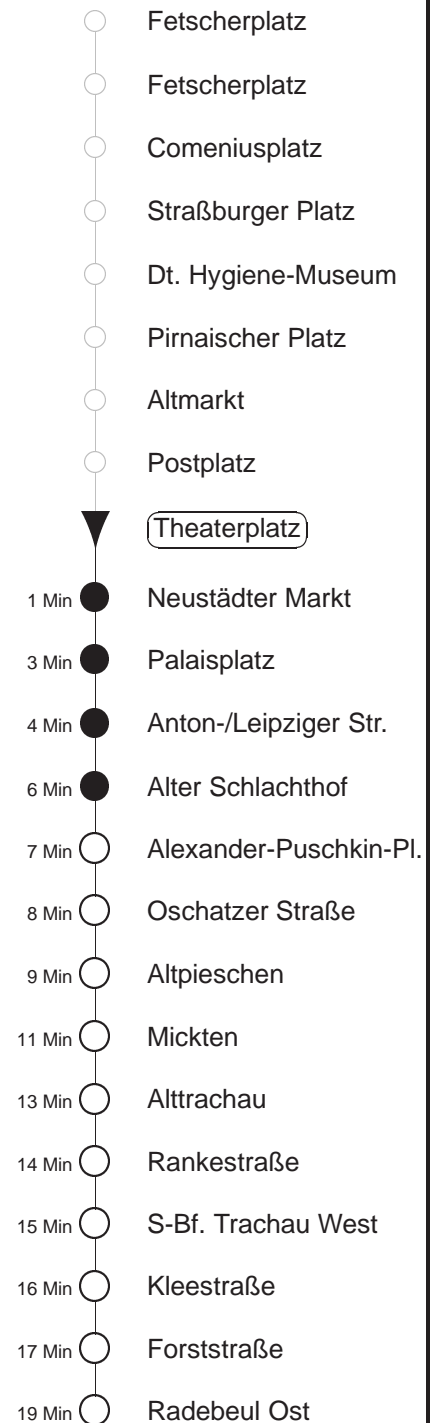 Fetscherplatz
Fetscherplatz
Comeniusplatz
Straßburger Platz
Dt. Hygiene-Museum
Pirnaischer Platz
Altmarkt
Postplatz
Theaterplatz
1 Min Neustädter Markt
3 Min Palaisplatz
4 Min Anton-/Leipziger Str.
6 Min Alter Schlachthof
7 Min Alexander-Puschkin-Pl.
8 Min Oschatzer Straße
9 Min Altpieschen
11 Min Mickten
13 Min Alttrachau
14 Min Rankestraße
15 Min S-Bf. Trachau West
16 Min Kleestraße
17 Min Forststraße
19 Min Radebeul Ost